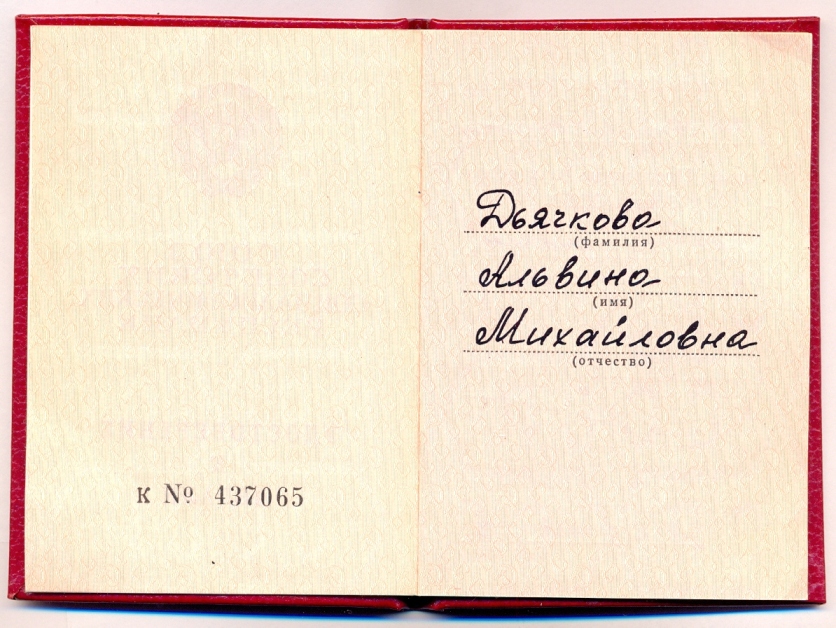 к № 437065
Дьячкова
(фамилия)
Альвина
(имя)
Михайловна
(отчество)